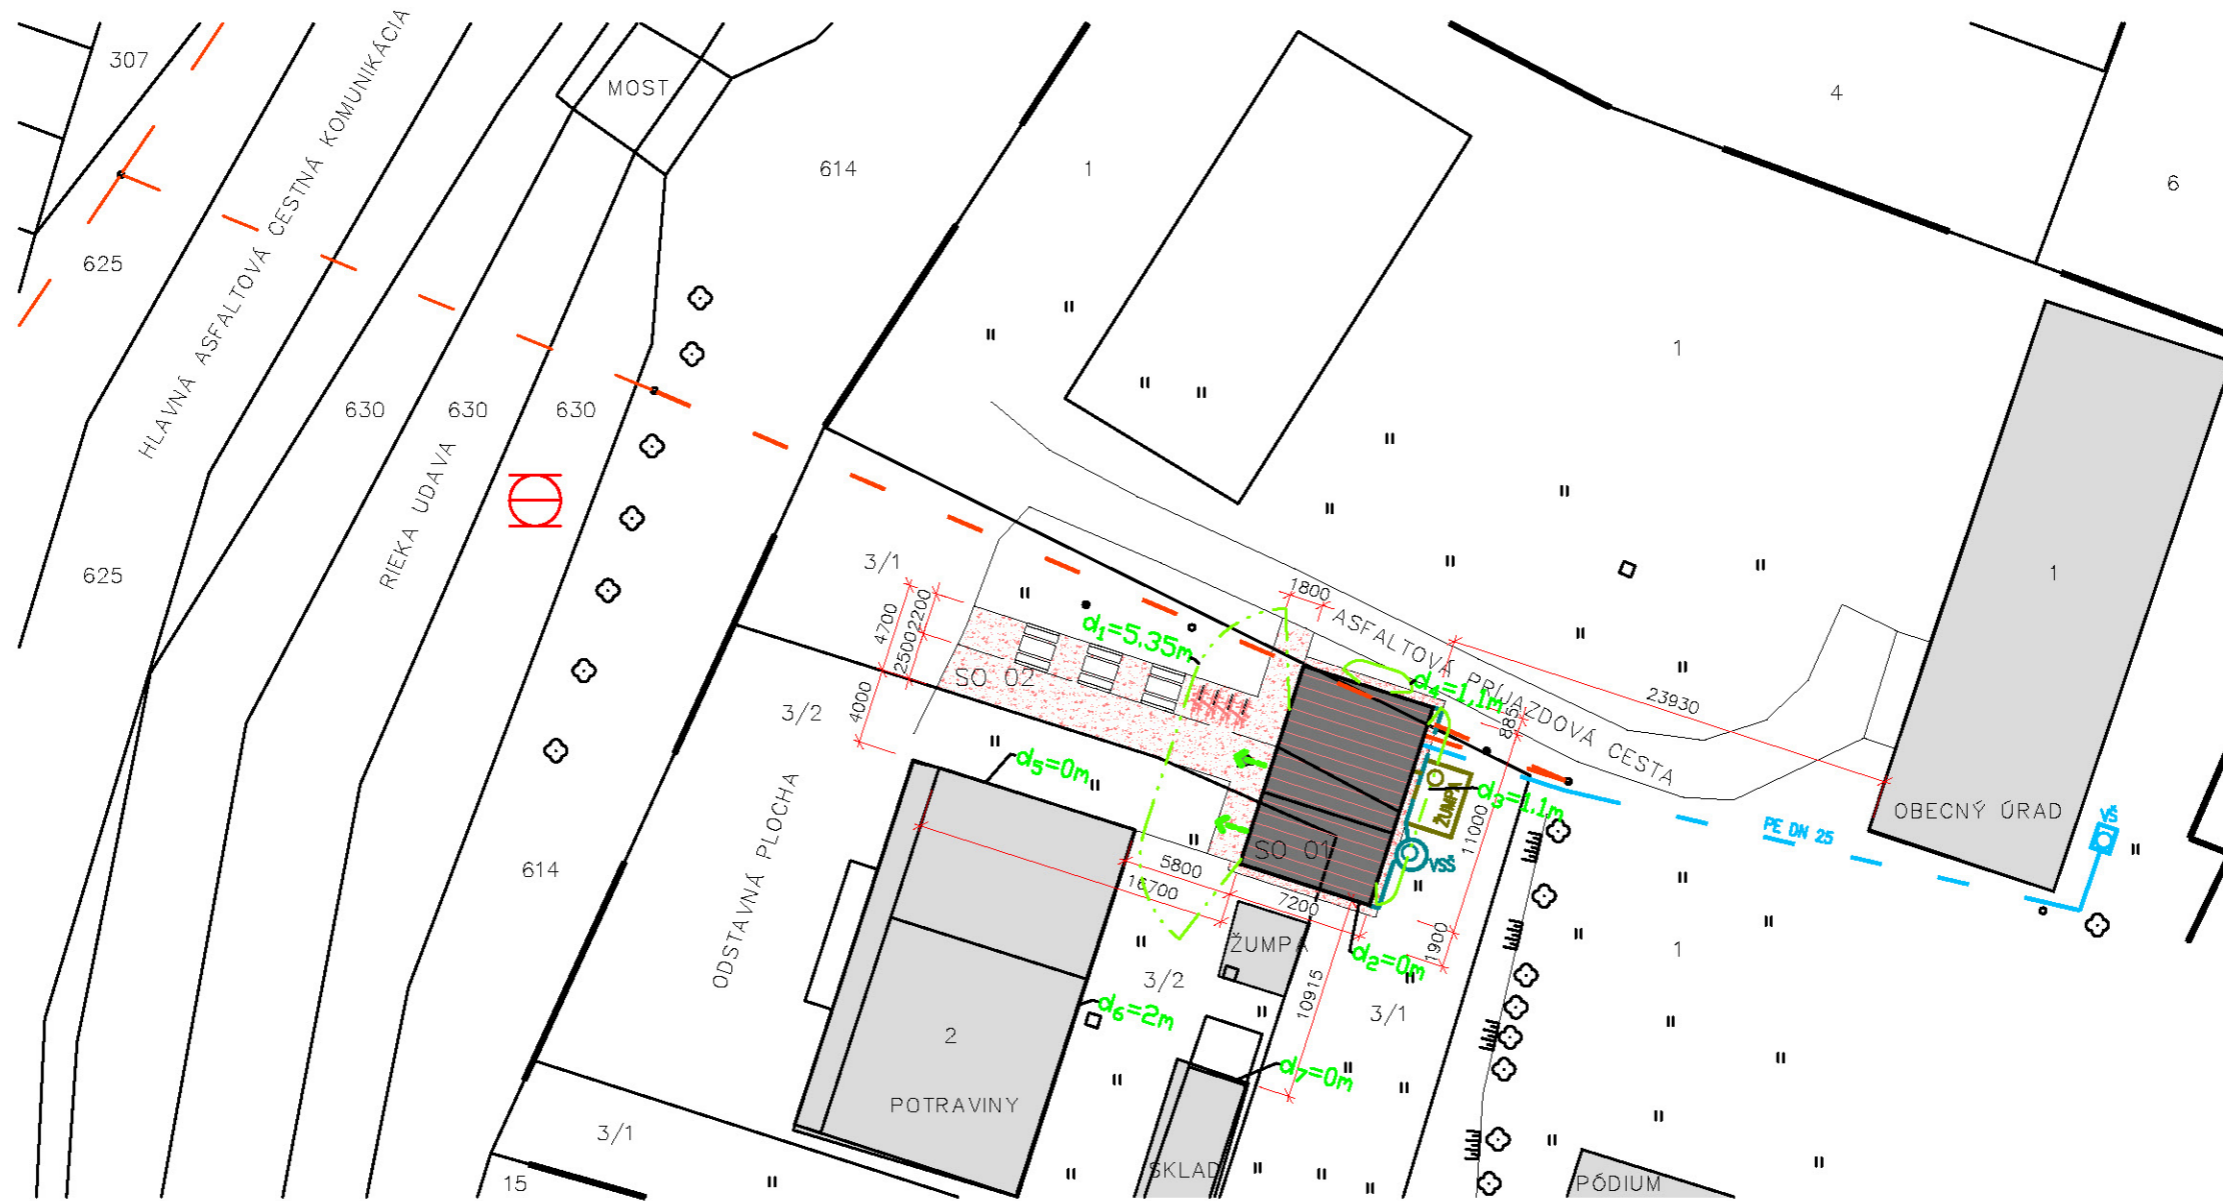 307
MOST
4
614
1
6
HLAVNÁ ASFALTOVÁ CESTNÁ KOMUNIKÁCIA
625
1
630
630
630
RIEKA UDAVA
625
3/1
1
1800
ASFALTOVÁ PRÍJAZDOVÁ CESTA
4700
2200
2500
d₁=5.35m
SO 02
4000
3/2
d₄=1.1m
23930
885
d₅=0m
ŽUMPA
d₃=1.1m
11000
OBECNÝ ÚRAD
VŠ
PE DN 25
ODSTAVNÁ PLOCHA
614
SO 01
VSŠ
5800
16700
7200
ŽUMPA
d₂=0m
1900
1
3/2
10915
3/1
d₆=2m
2
d₇=0m
POTRAVINY
3/1
15
SKLAD
PÓDIUM